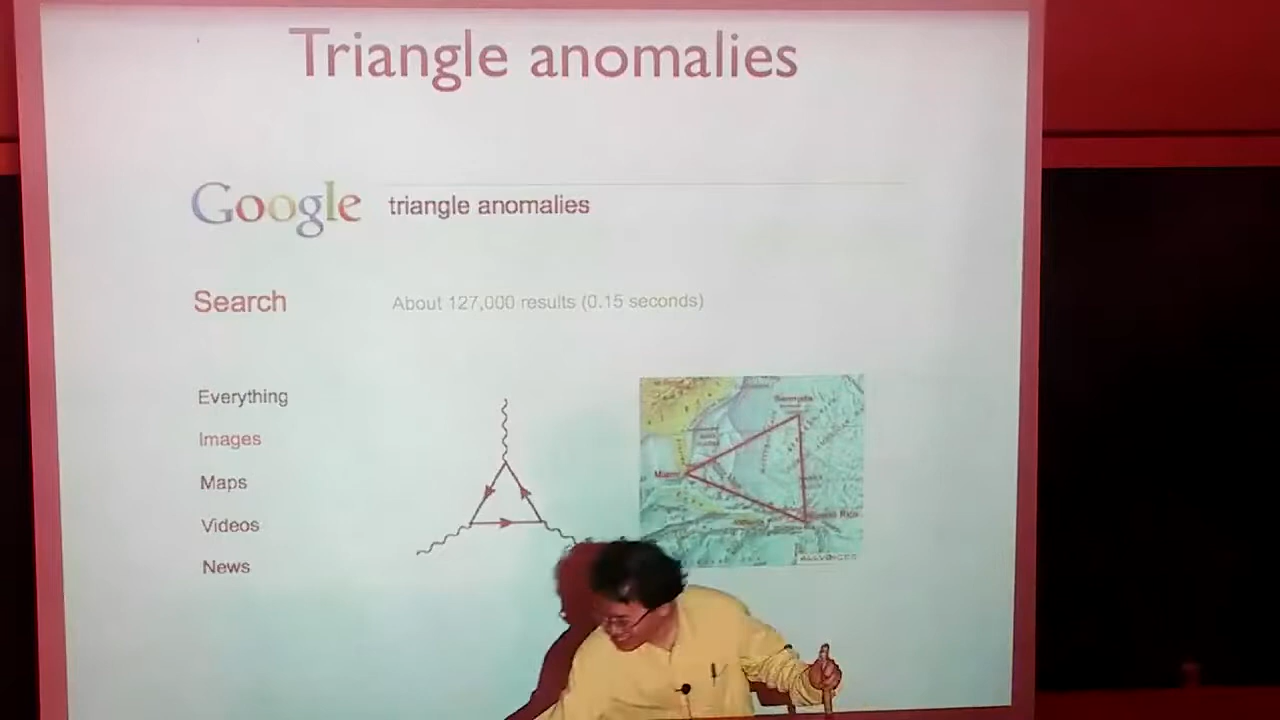 Triangle anomalies
Google triangle anomalies
Search About 127,000 results (0.15 seconds)
Everything
Images
Maps
Videos
News
Bermuda
Miami
Rico